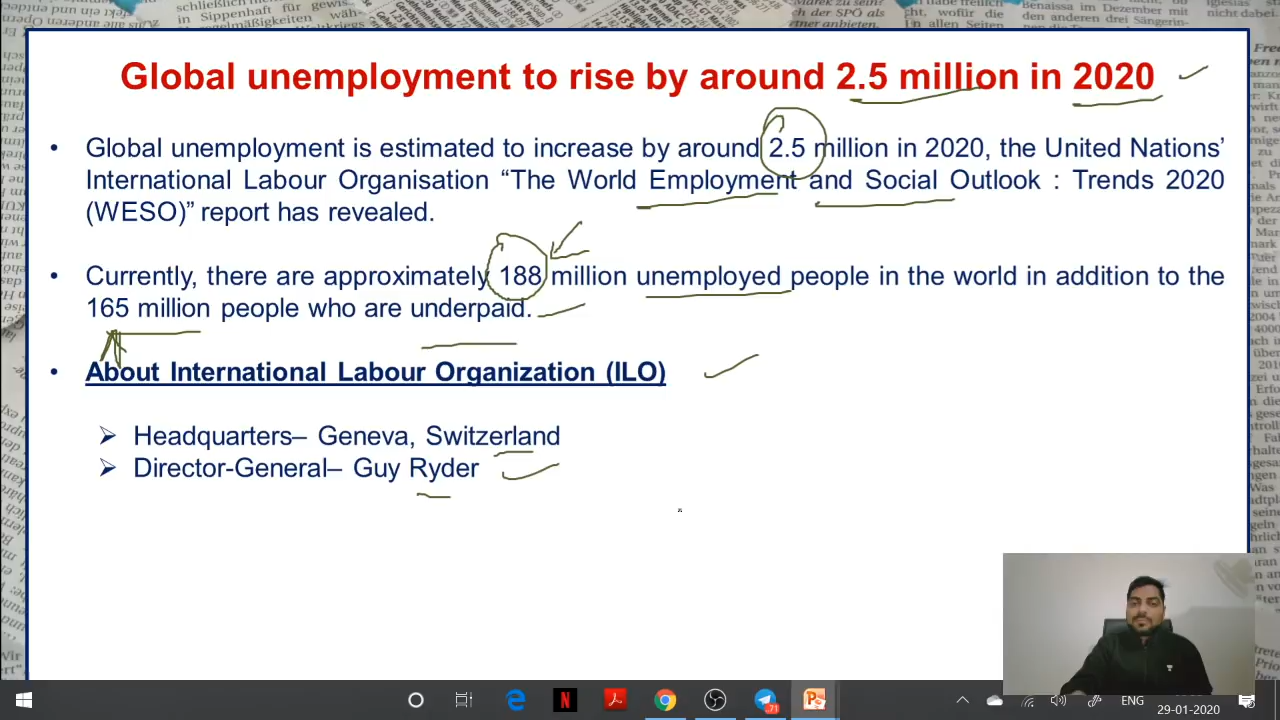 Global unemployment to rise by around 2.5 million in 2020
• Global unemployment is estimated to increase by around 2.5 million in 2020, the United Nations’
International Labour Organisation “The World Employment and Social Outlook : Trends 2020
(WESO)” report has revealed.
• Currently, there are approximately 188 million unemployed people in the world in addition to the
165 million people who are underpaid.
• About International Labour Organization (ILO)
➢ Headquarters– Geneva, Switzerland
➢ Director-General– Guy Ryder
ENG
29-01-2020